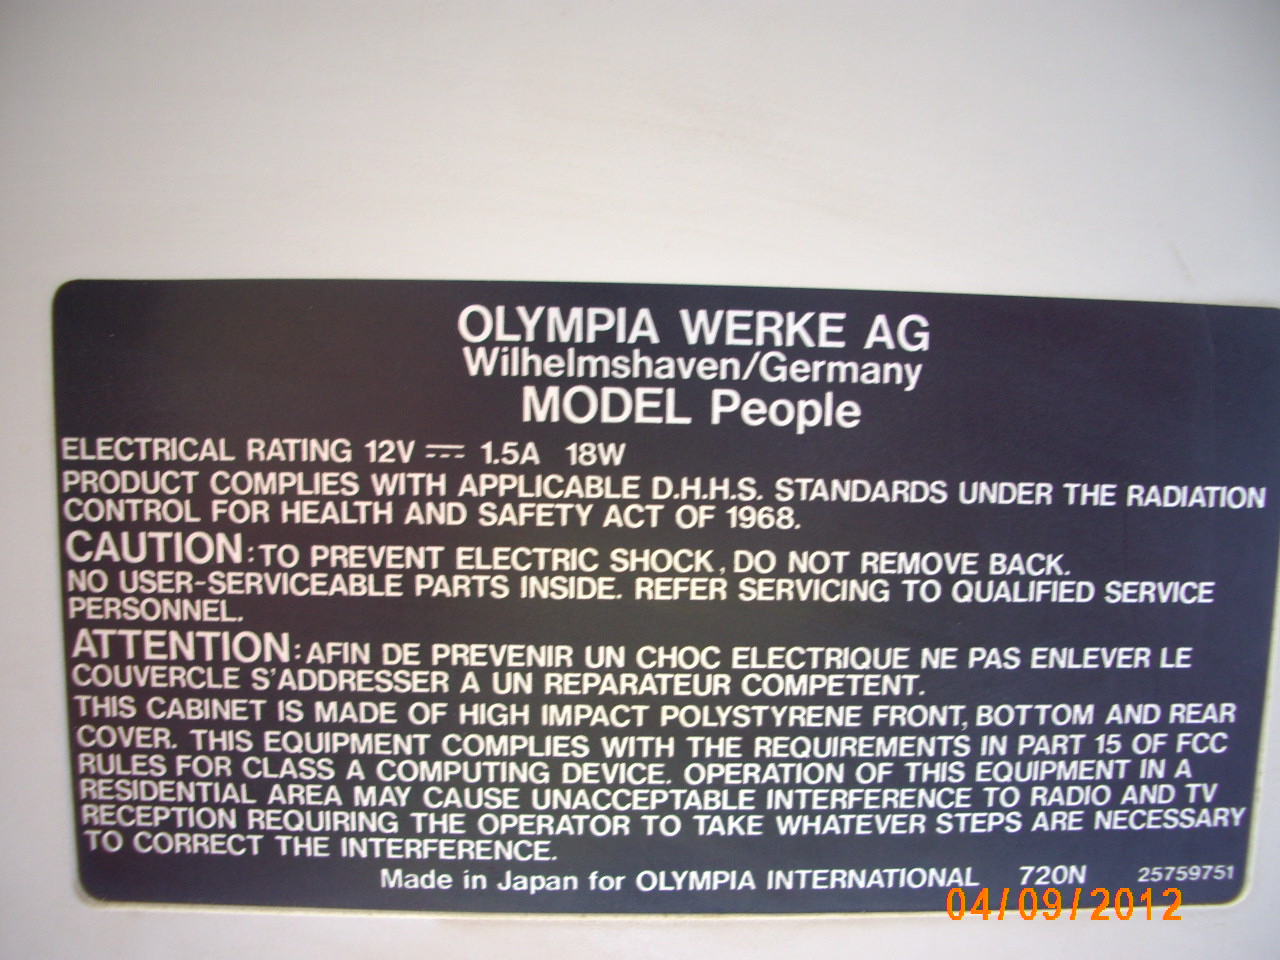 OLYMPIA WERKE AG
Wilhelmshaven/Germany
MODEL People
ELECTRICAL RATING 12V ⎓ 1.5A 18W
PRODUCT COMPLIES WITH APPLICABLE D.H.H.S. STANDARDS UNDER THE RADIATION
CONTROL FOR HEALTH AND SAFETY ACT OF 1968.
CAUTION: TO PREVENT ELECTRIC SHOCK, DO NOT REMOVE BACK.
NO USER-SERVICEABLE PARTS INSIDE. REFER SERVICING TO QUALIFIED SERVICE
PERSONNEL.
ATTENTION: AFIN DE PREVENIR UN CHOC ELECTRIQUE NE PAS ENLEVER LE
COUVERCLE S'ADDRESSER A UN REPARATEUR COMPETENT.
THIS CABINET IS MADE OF HIGH IMPACT POLYSTYRENE FRONT, BOTTOM AND REAR
COVER. THIS EQUIPMENT COMPLIES WITH THE REQUIREMENTS IN PART 15 OF FCC
RULES FOR CLASS A COMPUTING DEVICE. OPERATION OF THIS EQUIPMENT IN A
RESIDENTIAL AREA MAY CAUSE UNACCEPTABLE INTERFERENCE TO RADIO AND TV
RECEPTION REQUIRING THE OPERATOR TO TAKE WHATEVER STEPS ARE NECESSARY
TO CORRECT THE INTERFERENCE.
Made in Japan for OLYMPIA INTERNATIONAL 720N 25759751
04/09/2012